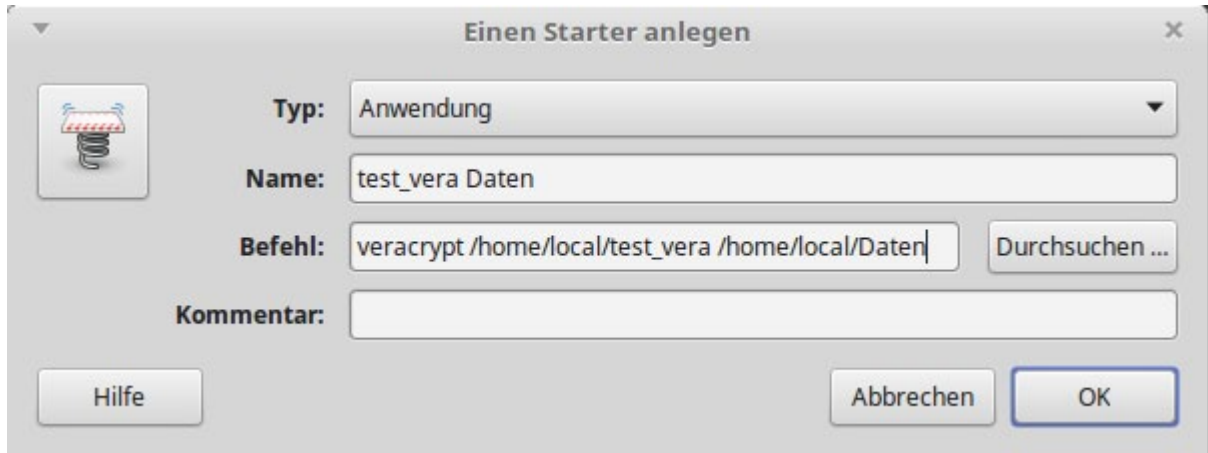 Einen Starter anlegen
Typ: Anwendung
Name: test_vera Daten
Befehl: veracrypt /home/local/test_vera /home/local/Daten Durchsuchen ...
Kommentar:
Hilfe Abbrechen OK